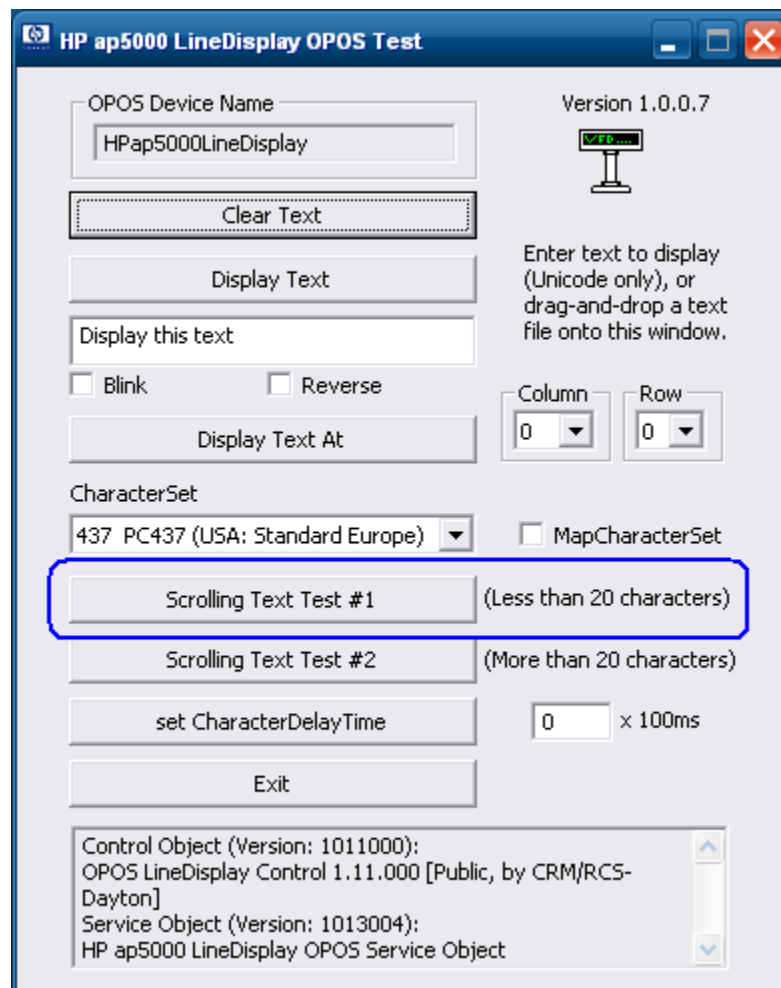 HP ap5000 LineDisplay OPOS Test
OPOS Device Name
Version 1.0.0.7
HPap5000LineDisplay
VFD....
Clear Text
Display Text
Enter text to display
(Unicode only), or
drag-and-drop a text
file onto this window.
Display this text
Blink
Reverse
Column
Row
Display Text At
0
0
CharacterSet
437 PC437 (USA: Standard Europe)
MapCharacterSet
Scrolling Text Test #1
(Less than 20 characters)
Scrolling Text Test #2
(More than 20 characters)
set CharacterDelayTime
0
x 100ms
Exit
Control Object (Version: 1011000):
OPOS LineDisplay Control 1.11.000 [Public, by CRM/RCS-
Dayton]
Service Object (Version: 1013004):
HP ap5000 LineDisplay OPOS Service Object